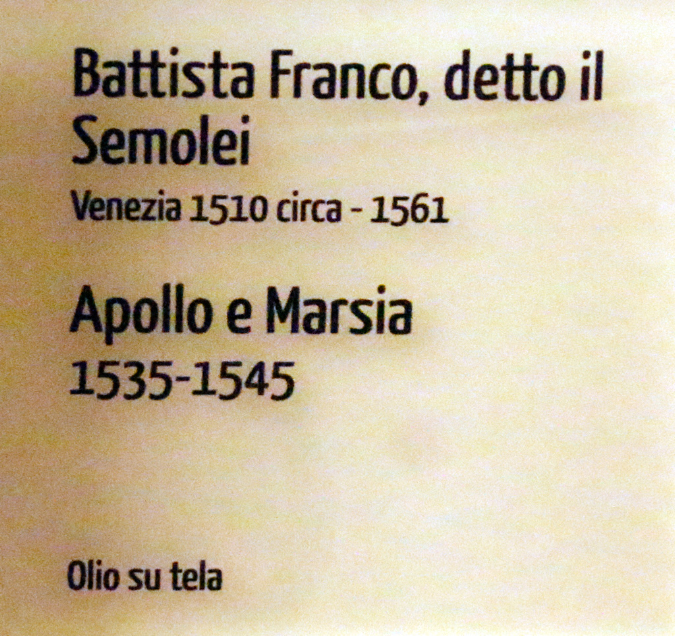 Battista Franco, detto il
Semolei
Venezia 1510 circa - 1561
Apollo e Marsia
1535-1545
Olio su tela